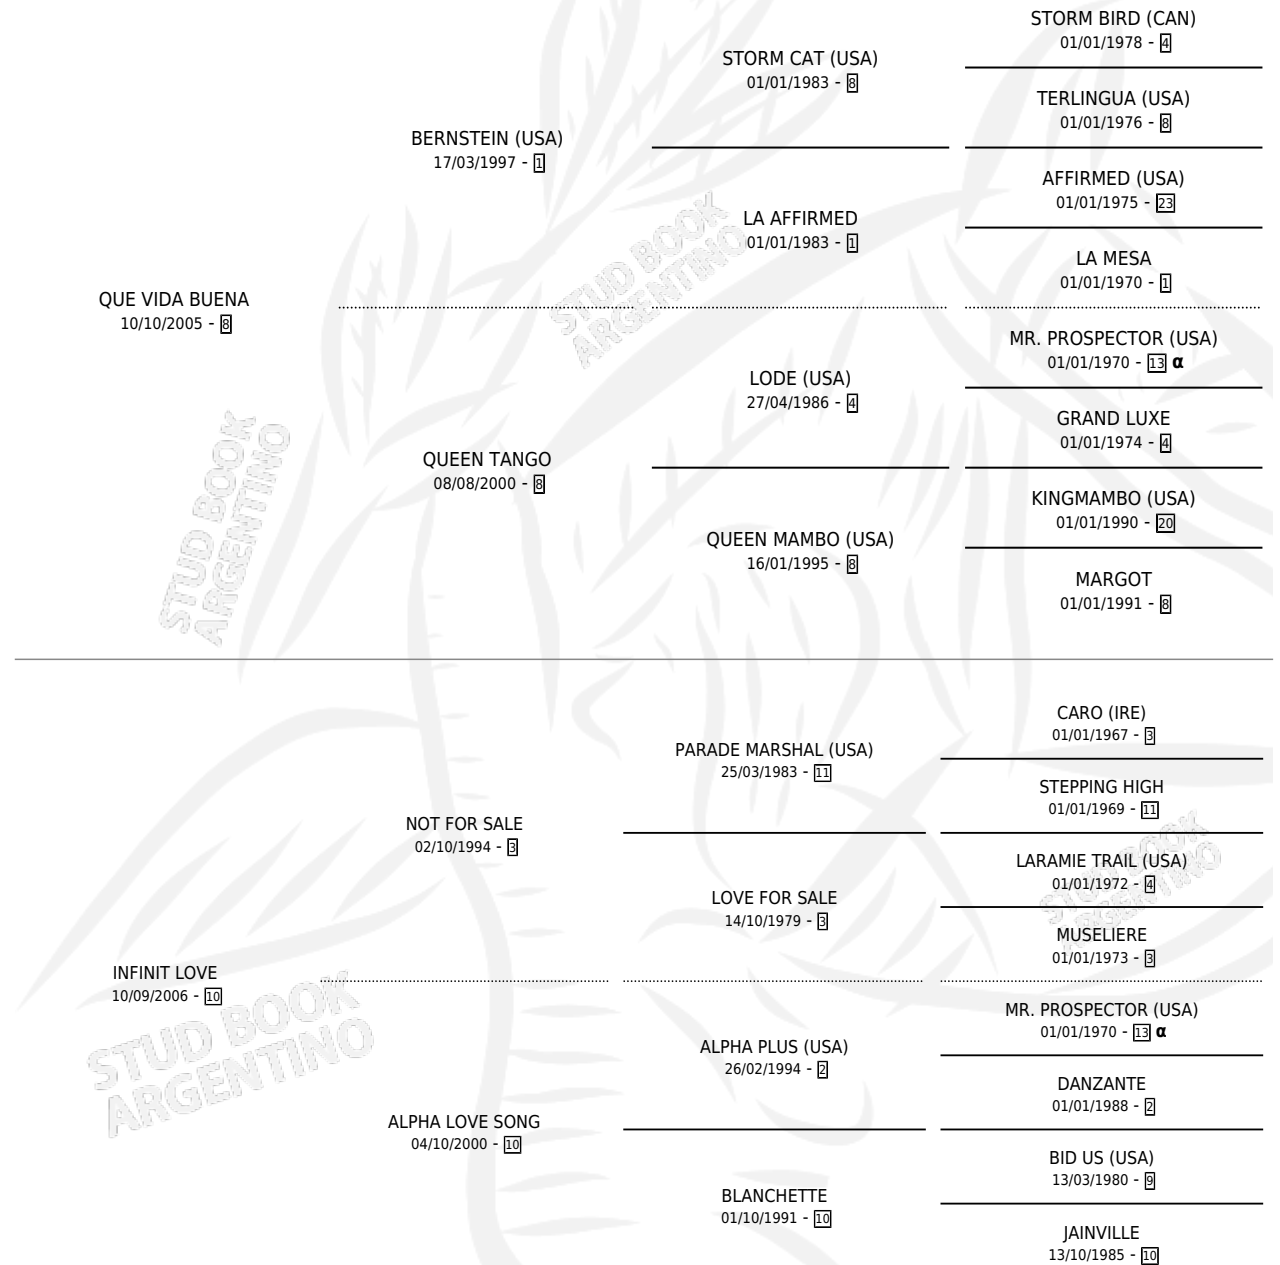 STORM BIRD (CAN)
01/01/1978 - 4
STORM CAT (USA)
01/01/1983 - 8
TERLINGUA (USA)
01/01/1976 - 8
BERNSTEIN (USA)
17/03/1997 - 1
AFFIRMED (USA)
01/01/1975 - 23
LA AFFIRMED
01/01/1983 - 1
LA MESA
01/01/1970 - 1
QUE VIDA BUENA
10/10/2005 - 8
MR. PROSPECTOR (USA)
01/01/1970 - 13 α
LODE (USA)
27/04/1986 - 4
GRAND LUXE
01/01/1974 - 4
QUEEN TANGO
08/08/2000 - 8
KINGMAMBO (USA)
01/01/1990 - 20
QUEEN MAMBO (USA)
16/01/1995 - 8
MARGOT
01/01/1991 - 8
CARO (IRE)
01/01/1967 - 3
PARADE MARSHAL (USA)
25/03/1983 - 11
STEPPING HIGH
01/01/1969 - 11
NOT FOR SALE
02/10/1994 - 3
LARAMIE TRAIL (USA)
01/01/1972 - 4
LOVE FOR SALE
14/10/1979 - 3
MUSELIERE
01/01/1973 - 3
INFINIT LOVE
10/09/2006 - 10
MR. PROSPECTOR (USA)
01/01/1970 - 13 α
ALPHA PLUS (USA)
26/02/1994 - 2
DANZANTE
01/01/1988 - 2
ALPHA LOVE SONG
04/10/2000 - 10
BID US (USA)
13/03/1980 - 9
BLANCHETTE
01/10/1991 - 10
JAINVILLE
13/10/1985 - 10
STUD BOOK
ARGENTINO
STUD BOOK
ARGENTINO
STUD BOOK
ARGENTINO
STUD BOOK
ARGENTINO